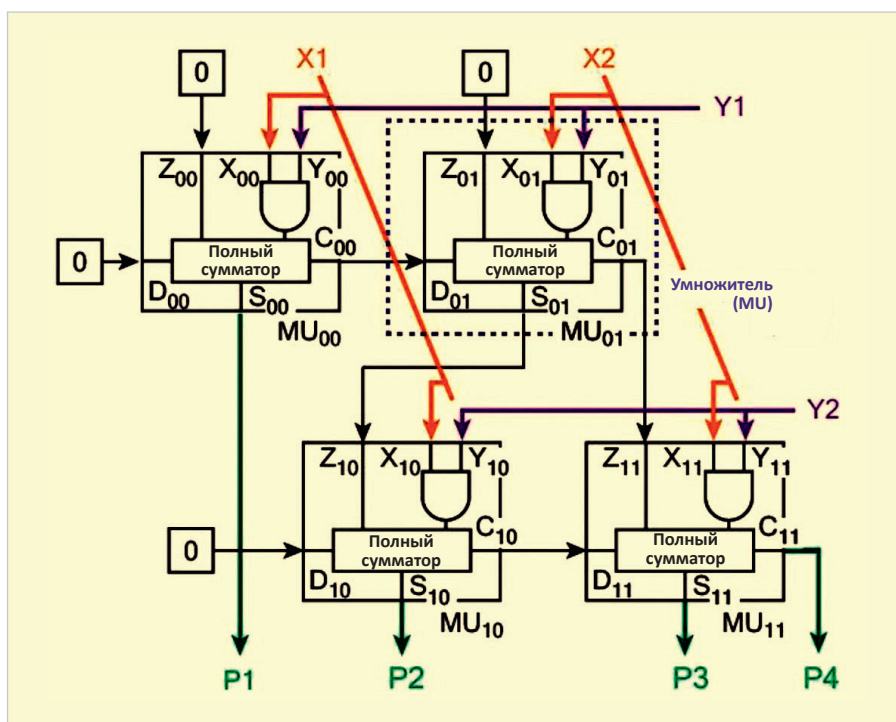 X1 X2
0 0
Y1
Z00 X00 Y00 Z01 X01 Y01
Полный сумматор C00 Полный сумматор C01
0
D00 S00 D01 S01
MU00 MU01
Умножитель
(MU)
Y2
Z10 X10 Y10 Z11 X11 Y11
Полный сумматор C10 Полный сумматор C11
0
D10 S10 D11 S11
MU10 MU11
P1 P2 P3 P4